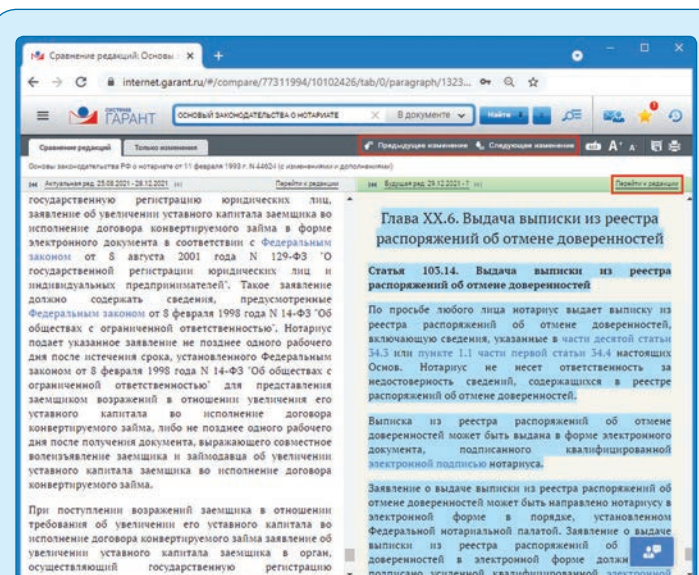 Сравнение редакций: Основы
internet.garant.ru/#/compare/77311994/10102426/tab/0/paragraph/1323...
СИСТЕМА
ГАРАНТ
ОСНОВЫЙ ЗАКОНОДАТЕЛЬСТВА О НОТАРИАТЕ
В документе
Найти
Сравнение редакций
Только изменения
Предыдущее изменение
Следующее изменение
Основы законодательства РФ о нотариате от 11 февраля 1993 г. N 4462-I (с изменениями и дополнениями)
Актуальная ред. 25.08.2021 - 28.12.2021
Перейти к редакции
Будущая ред. 29.12.2021 - ?
Перейти к редакции
государственную регистрацию юридических лиц,
заявление об увеличении уставного капитала заемщика во
исполнение договора конвертируемого займа в форме
электронного документа в соответствии с Федеральным
законом от 8 августа 2001 года N 129-ФЗ "О
государственной регистрации юридических лиц и
индивидуальных предпринимателей". Такое заявление
должно содержать сведения, предусмотренные
Федеральным законом от 8 февраля 1998 года N 14-ФЗ "Об
обществах с ограниченной ответственностью". Нотариус
подает указанное заявление не позднее одного рабочего
дня после истечения срока, установленного Федеральным
законом от 8 февраля 1998 года N 14-ФЗ "Об обществах с
ограниченной ответственностью" для представления
заемщиком возражений в отношении увеличения его
уставного капитала во исполнение договора
конвертируемого займа, либо не позднее одного рабочего
дня после получения документа, выражающего совместное
волеизъявление заемщика и займодавца об увеличении
уставного капитала заемщика во исполнение договора
конвертируемого займа.
При поступлении возражений заемщика в отношении
требования об увеличении его уставного капитала во
исполнение договора конвертируемого займа заявление об
увеличении уставного капитала заемщика в орган,
осуществляющий государственную регистрацию
Глава XX.6. Выдача выписки из реестра
распоряжений об отмене доверенностей
Статья 103.14. Выдача выписки из реестра
распоряжений об отмене доверенностей
По просьбе любого лица нотариус выдает выписку из
реестра распоряжений об отмене доверенностей,
включающую сведения, указанные в части десятой статьи
34.3 или пункте 1.1 части первой статьи 34.4 настоящих
Основ. Нотариус не несет ответственность за
недостоверность сведений, содержащихся в реестре
распоряжений об отмене доверенностей.
Выписка из реестра распоряжений об отмене
доверенностей может быть выдана в форме электронного
документа, подписанного квалифицированной
электронной подписью нотариуса.
Заявление о выдаче выписки из реестра распоряжений об
отмене доверенностей может быть направлено нотариусу в
электронной форме в порядке, установленном
Федеральной нотариальной палатой. Заявление о выдаче
выписки из реестра распоряжений об
доверенностей в электронной форме долж
подписано усиленной квалифицированной электронной